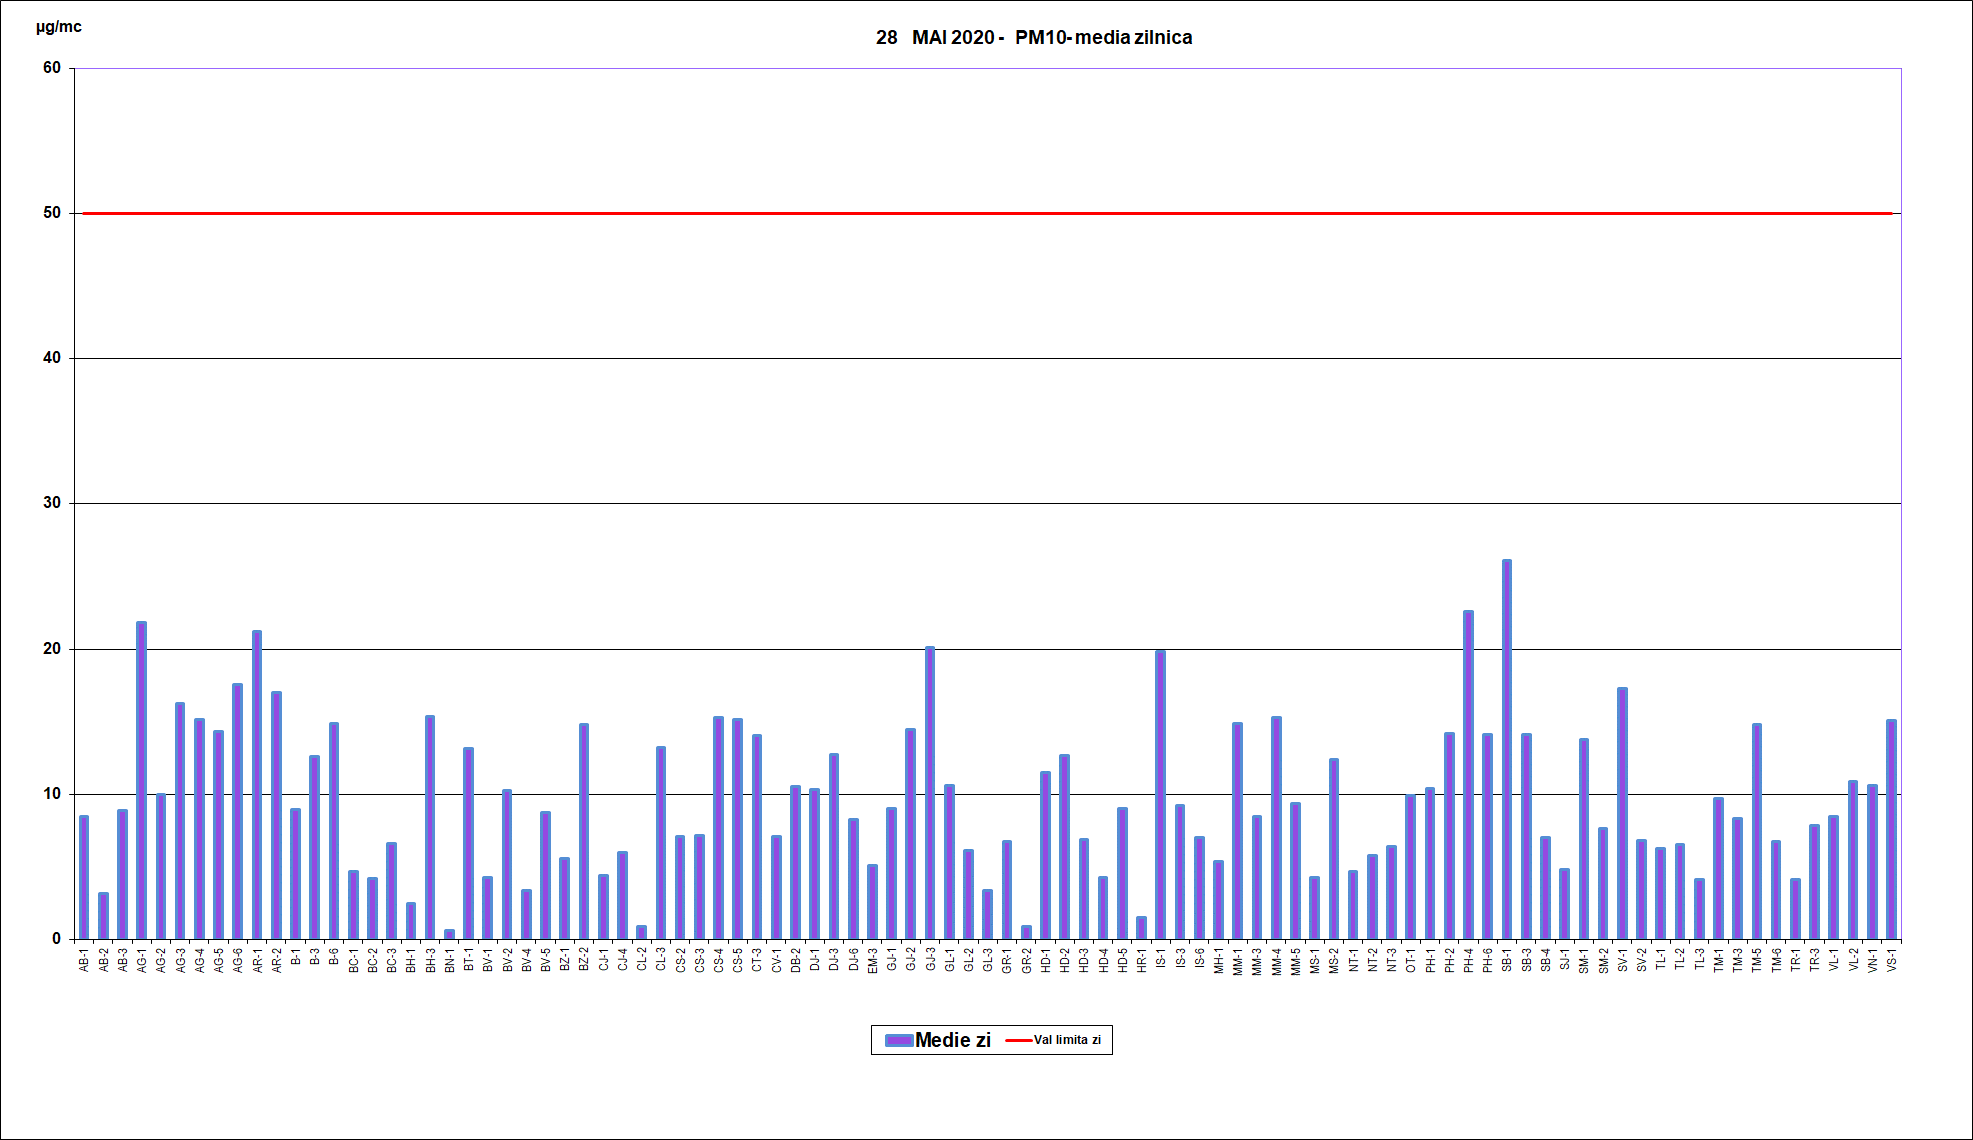 µg/mc
28 MAI 2020 - PM10- media zilnica
60
50
40
30
20
10
0
AB-1
AB-2
AB-3
AG-1
AG-2
AG-3
AG-4
AG-5
AG-6
AR-1
AR-2
B-1
B-3
B-6
BC-1
BC-2
BC-3
BH-1
BH-3
BN-1
BT-1
BV-1
BV-2
BV-4
BV-5
BZ-1
BZ-2
CJ-1
CJ-4
CL-2
CL-3
CS-2
CS-3
CS-4
CS-5
CT-3
CV-1
DB-2
DJ-1
DJ-3
DJ-6
EM-3
GJ-1
GJ-2
GJ-3
GL-1
GL-2
GL-3
GR-1
GR-2
HD-1
HD-2
HD-3
HD-4
HD-5
HR-1
IS-1
IS-3
IS-6
MH-1
MM-1
MM-3
MM-4
MM-5
MS-1
MS-2
NT-1
NT-2
NT-3
OT-1
PH-1
PH-2
PH-4
PH-6
SB-1
SB-3
SB-4
SJ-1
SM-1
SM-2
SV-1
SV-2
TL-1
TL-2
TL-3
TM-1
TM-3
TM-5
TM-6
TR-1
TR-3
VL-1
VL-2
VN-1
VS-1
Medie zi
Val limita zi